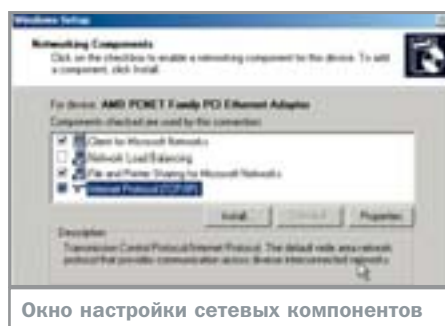 Windows Setup
Networking Components
Click on the checkbox to enable a networking component for this device. To add
a component, click Install.
For device: AMD PCNET Family PCI Ethernet Adapter
Components checked are used by this connection:
Client for Microsoft Networks
Network Load Balancing
File and Printer Sharing for Microsoft Networks
Internet Protocol (TCP/IP)
Install...
Uninstall
Properties
Description
Transmission Control Protocol/Internet Protocol. The default wide area network
protocol that provides communication across diverse interconnected networks.
Окно настройки сетевых компонентов